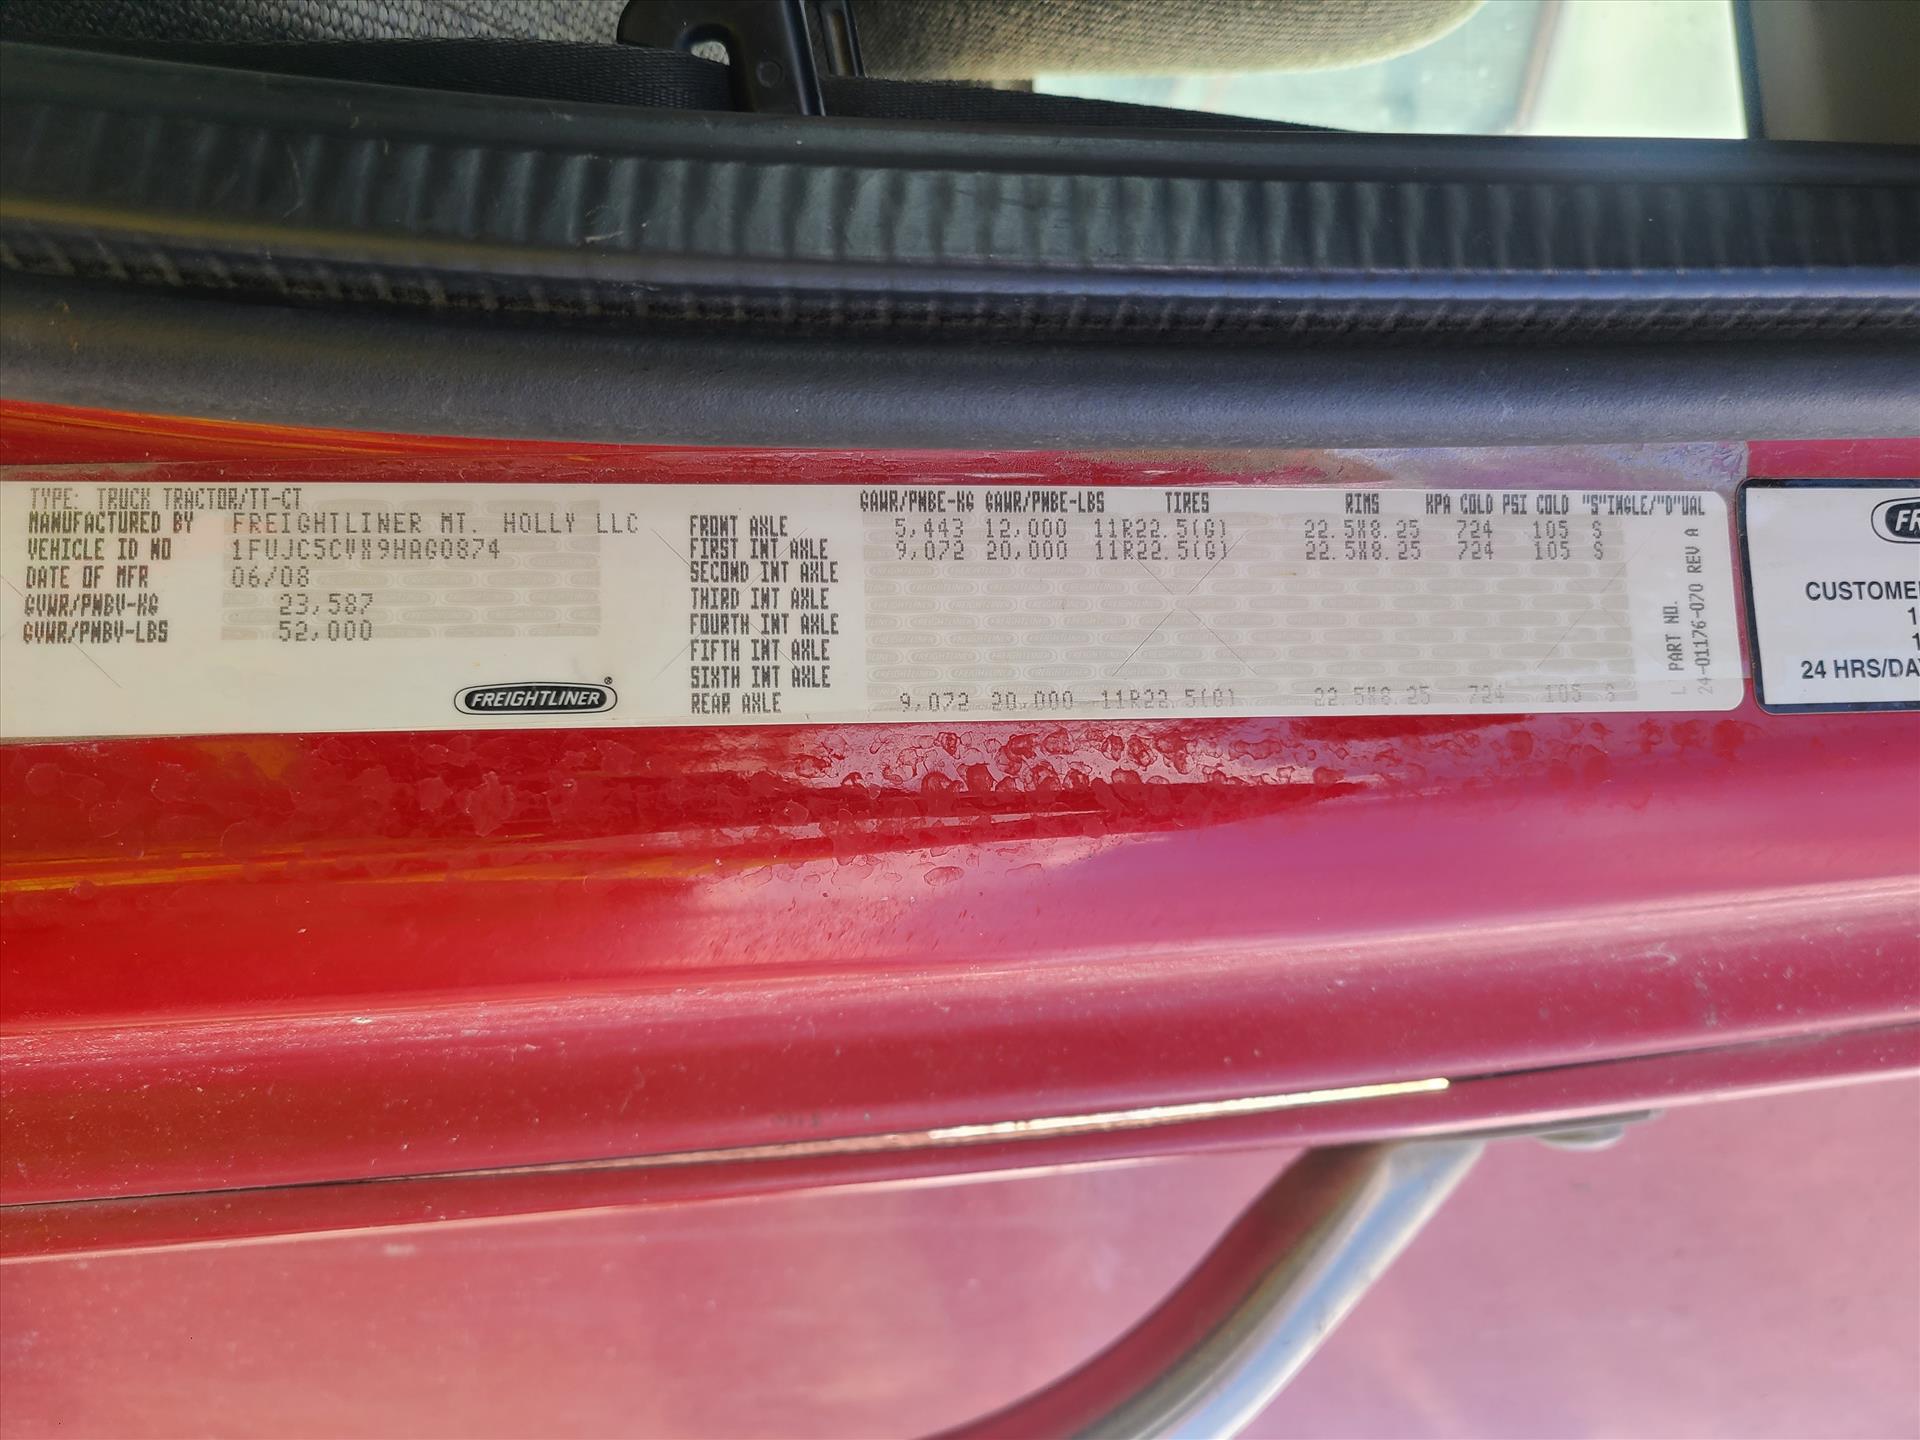 TYPE: TRUCK TRACTOR/TT-CT
MANUFACTURED BY FREIGHTLINER MT. HOLLY LLC
VEHICLE ID NO 1FUJC5CVX9HAG0874
DATE OF MFR 06/08
GVWR/PNBV-KG 23,587
GVWR/PNBV-LBS 52,000
FREIGHTLINER®
GAWR/PNBE-KG GAWR/PNBE-LBS TIRES RIMS KPA COLD PSI COLD "S"INGLE/"D"UAL
FRONT AXLE 5,443 12,000 11R22.5(G) 22.5X8.25 724 105 S
FIRST INT AXLE 9,072 20,000 11R22.5(G) 22.5X8.25 724 105 S
SECOND INT AXLE
THIRD INT AXLE
FOURTH INT AXLE
FIFTH INT AXLE
SIXTH INT AXLE
REAR AXLE 9,072 20,000 11R22.5(G) 22.5X8.25 724 105 S
L PART NO.
24-01176-070 REV A
FR
CUSTOME
1
1
24 HRS/DA